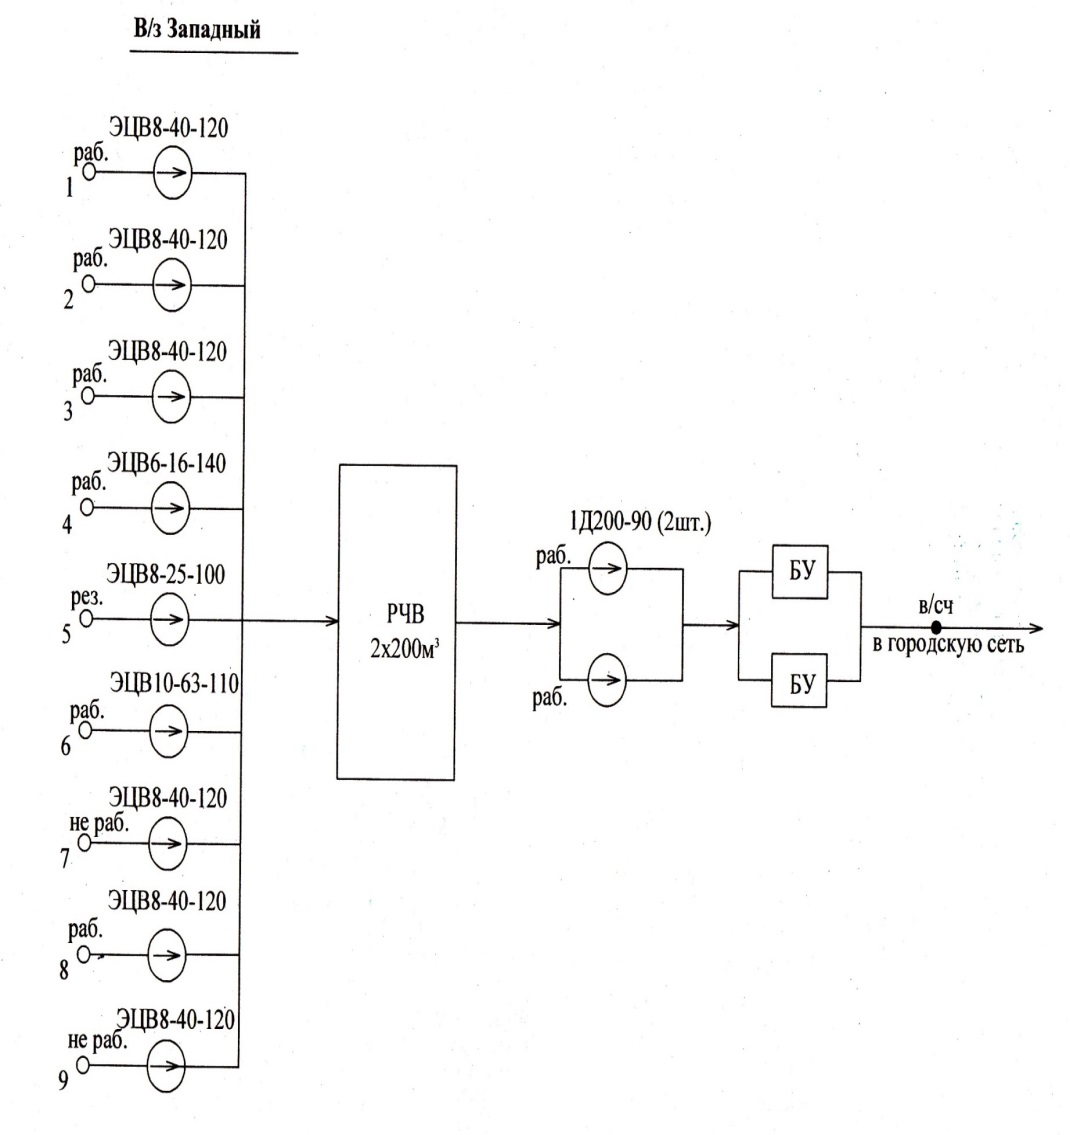 В/з Западный
ЭЦВ8-40-120
раб.
1
ЭЦВ8-40-120
раб.
2
ЭЦВ8-40-120
раб.
3
ЭЦВ6-16-140
раб.
4
ЭЦВ8-25-100
рез.
5
ЭЦВ10-63-110
раб.
6
ЭЦВ8-40-120
не раб.
7
ЭЦВ8-40-120
раб.
8
ЭЦВ8-40-120
не раб.
9
РЧВ
2х200м³
1Д200-90 (2шт.)
раб.
раб.
БУ
БУ
в/сч
в городскую сеть